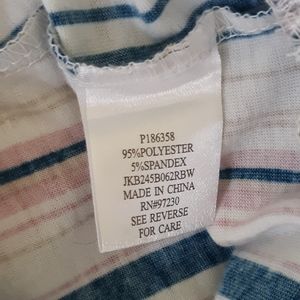 P186358
95%POLYESTER
5%SPANDEX
JKB245B062RBW
MADE IN CHINA
RN#97230
SEE REVERSE
FOR CARE